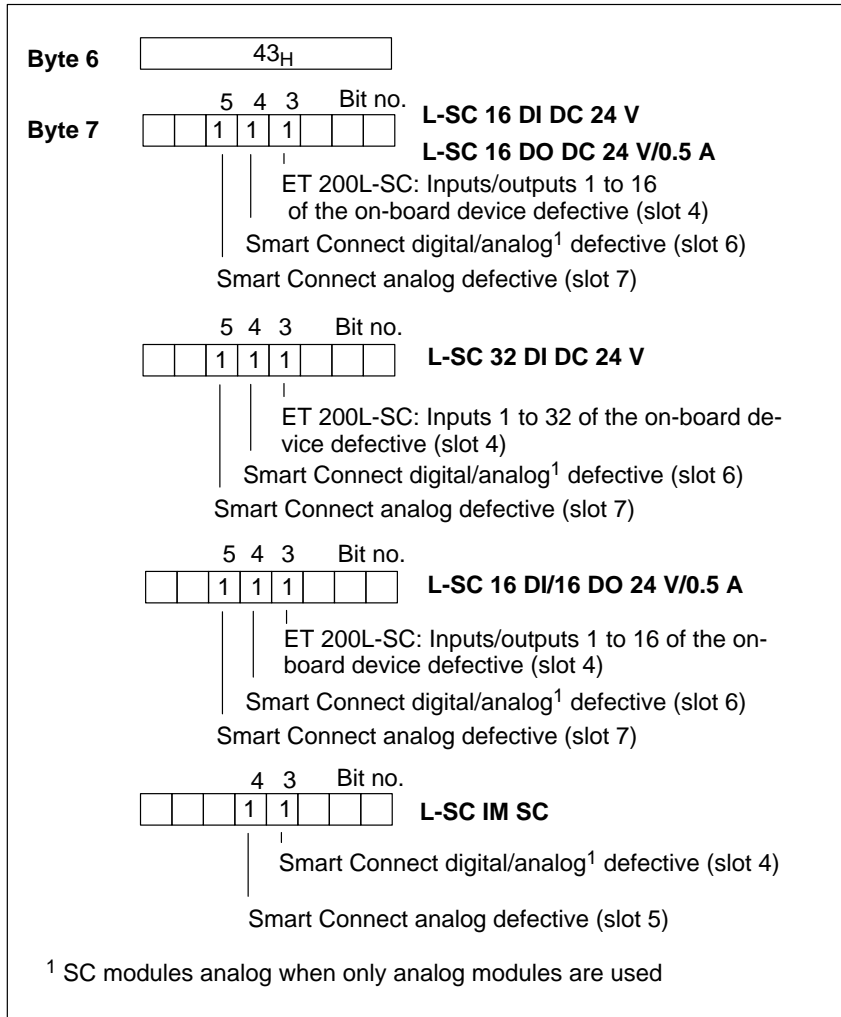 Byte 6 43H
5 4 3 Bit no.
Byte 7 1 1 1 L-SC 16 DI DC 24 V
L-SC 16 DO DC 24 V/0.5 A
ET 200L-SC: Inputs/outputs 1 to 16
of the on-board device defective (slot 4)
Smart Connect digital/analog1 defective (slot 6)
Smart Connect analog defective (slot 7)
5 4 3 Bit no.
1 1 1 L-SC 32 DI DC 24 V
ET 200L-SC: Inputs 1 to 32 of the on-board de-
vice defective (slot 4)
Smart Connect digital/analog1 defective (slot 6)
Smart Connect analog defective (slot 7)
5 4 3 Bit no.
1 1 1 L-SC 16 DI/16 DO 24 V/0.5 A
ET 200L-SC: Inputs/outputs 1 to 16 of the on-
board device defective (slot 4)
Smart Connect digital/analog1 defective (slot 6)
Smart Connect analog defective (slot 7)
4 3 Bit no.
1 1 L-SC IM SC
Smart Connect digital/analog1 defective (slot 4)
Smart Connect analog defective (slot 5)
1 SC modules analog when only analog modules are used